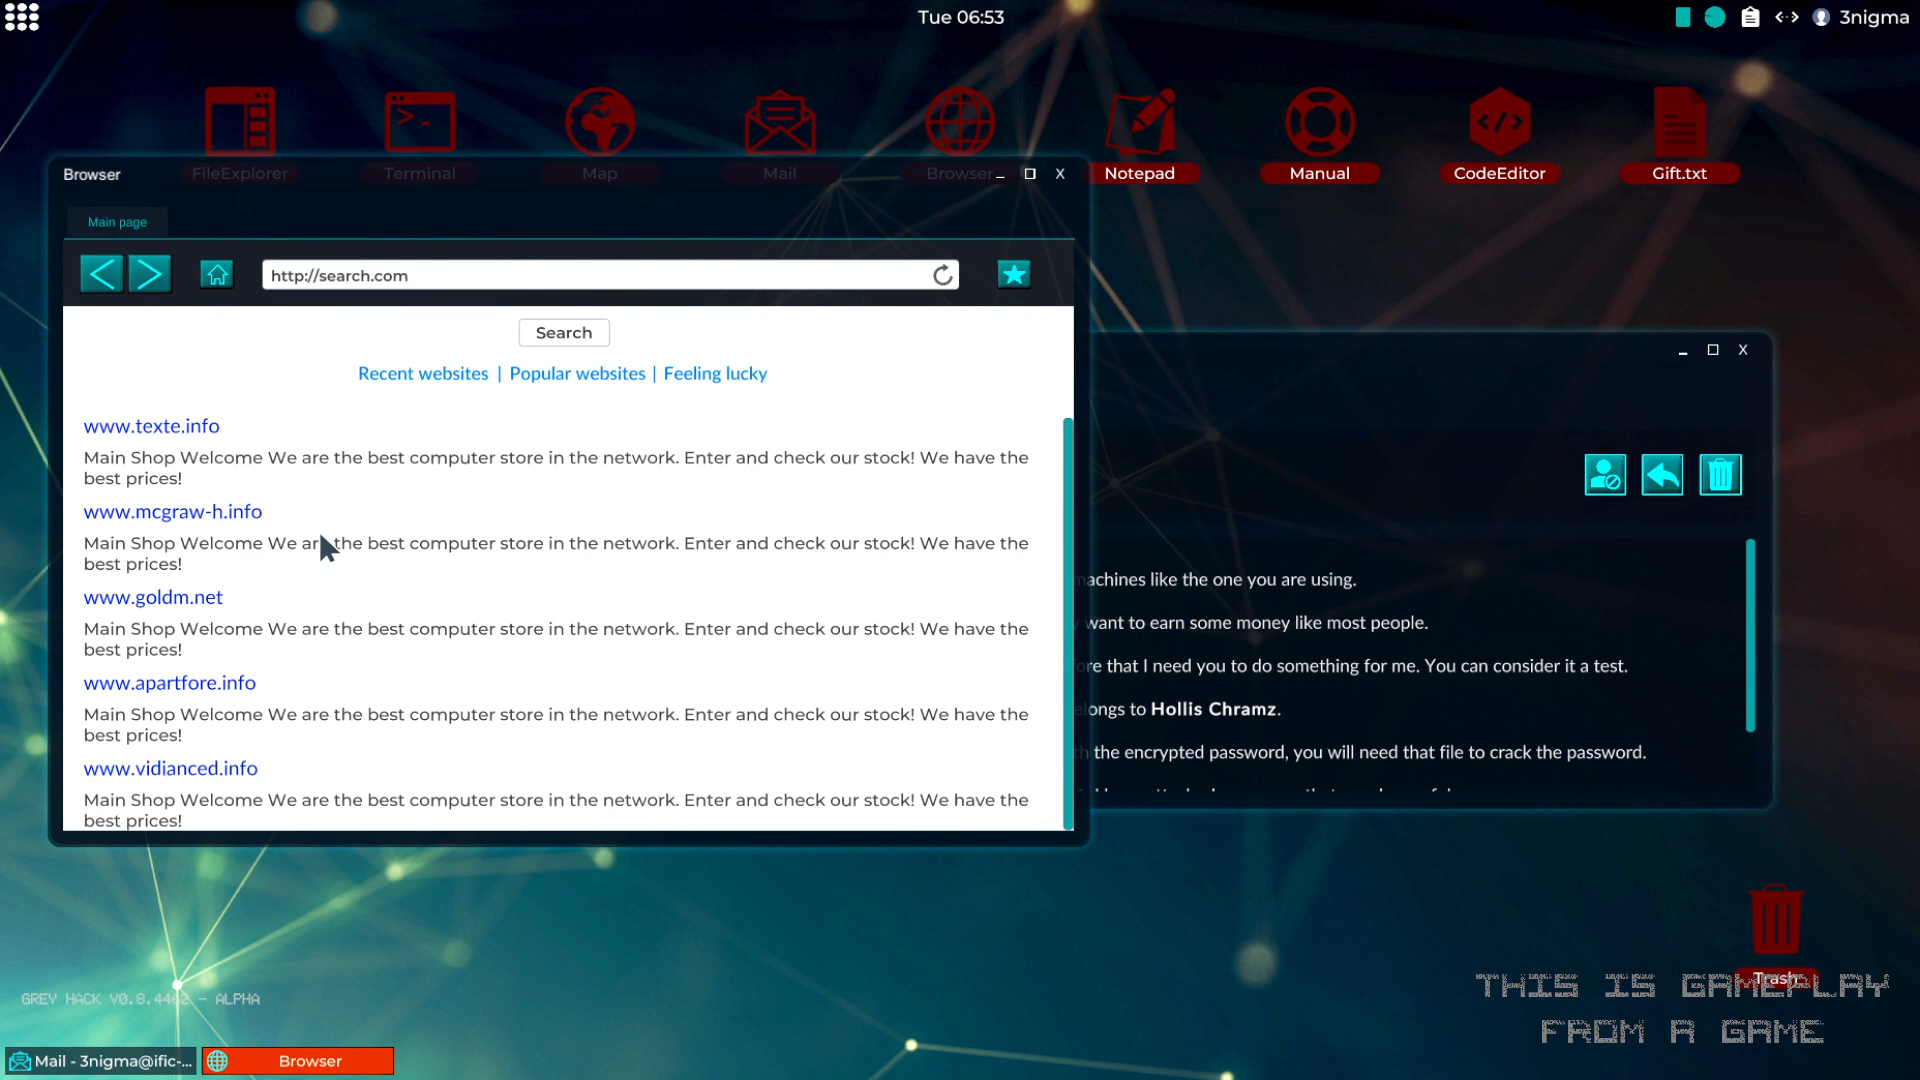 Tue 06:53
3nigma
FileExplorer
Terminal
Map
Mail
Browser
Notepad
Manual
CodeEditor
Gift.txt
Browser
X
Main page
http://search.com
Search
Recent websites | Popular websites | Feeling lucky
www.texte.info
Main Shop Welcome We are the best computer store in the network. Enter and check our stock! We have the
best prices!
www.mcgraw-h.info
Main Shop Welcome We are the best computer store in the network. Enter and check our stock! We have the
best prices!
www.goldm.net
Main Shop Welcome We are the best computer store in the network. Enter and check our stock! We have the
best prices!
www.apartfore.info
Main Shop Welcome We are the best computer store in the network. Enter and check our stock! We have the
best prices!
www.vidianced.info
Main Shop Welcome We are the best computer store in the network. Enter and check our stock! We have the
best prices!
X
machines like the one you are using.
want to earn some money like most people.
that I need you to do something for me. You can consider it a test.
to Hollis Chramz.
the encrypted password, you will need that file to crack the password.
Trash
THIS IS GAMEPLAY
FROM A GAME
GREY HACK - ALPHA
Mail - 3nigma@ific-...
Browser